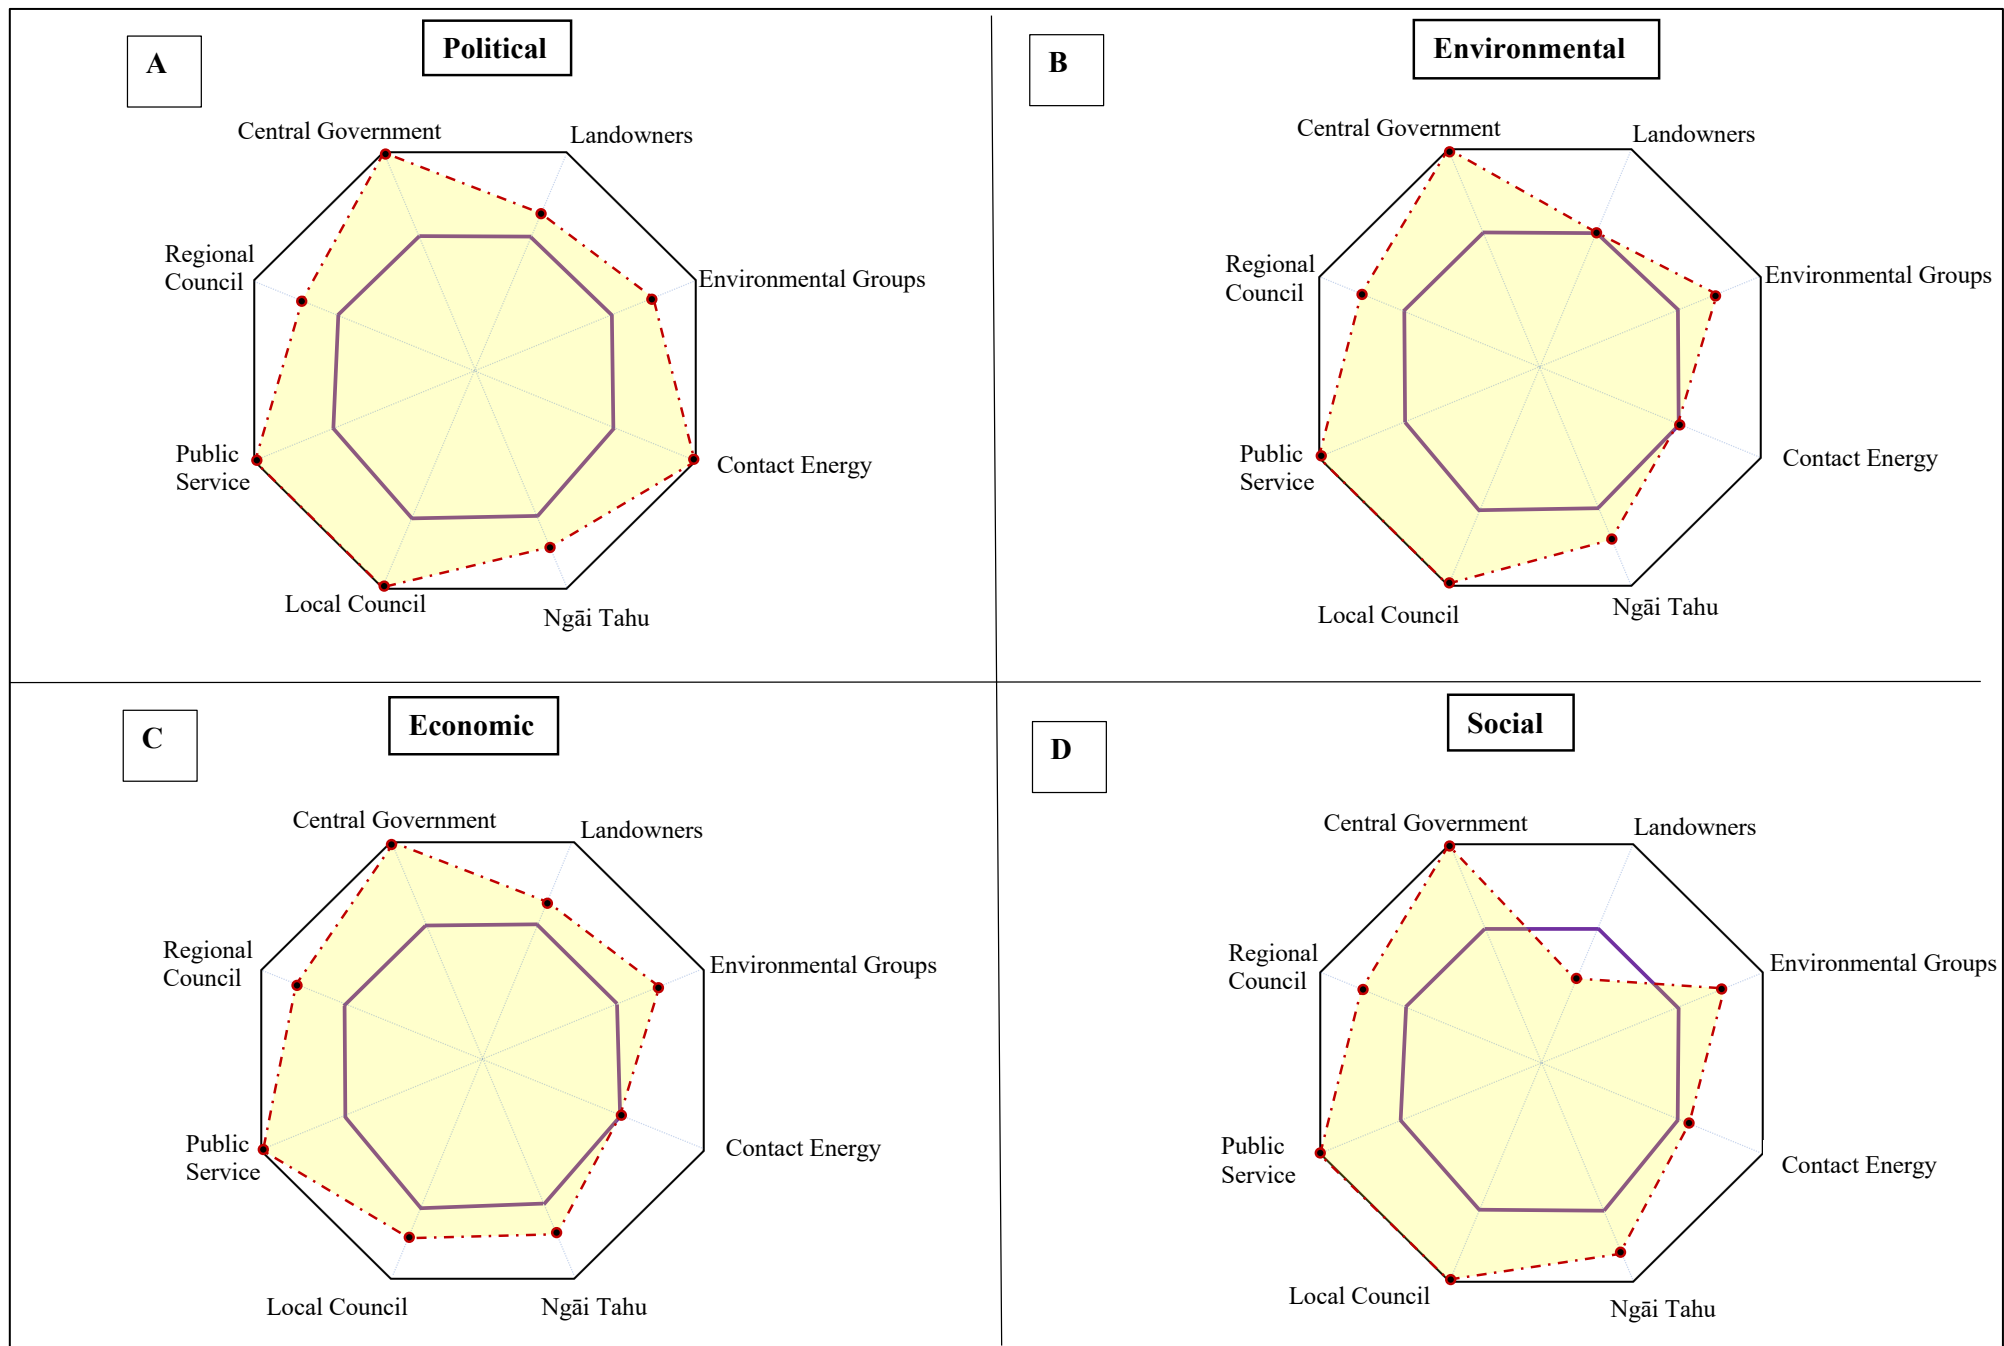 A
Political
Central Government
Landowners
Regional
Council
Environmental Groups
Public
Service
Contact Energy
Local Council
Ngāi Tahu
B
Environmental
Central Government
Landowners
Regional
Council
Environmental Groups
Public
Service
Contact Energy
Local Council
Ngāi Tahu
C
Economic
Central Government
Landowners
Regional
Council
Environmental Groups
Public
Service
Contact Energy
Local Council
Ngāi Tahu
D
Social
Central Government
Landowners
Regional
Council
Environmental Groups
Public
Service
Contact Energy
Local Council
Ngāi Tahu